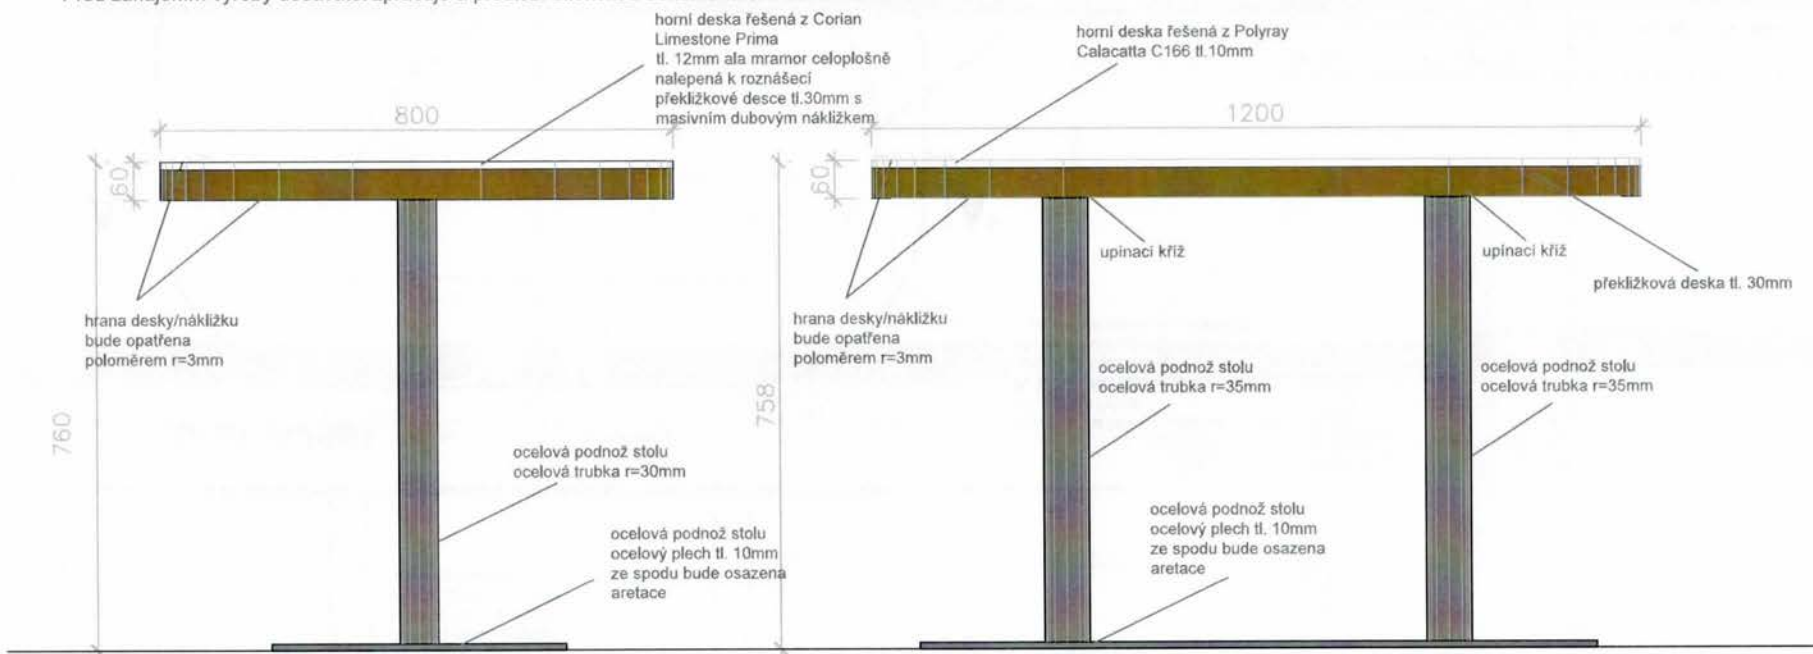 horní deska řešená z Corian
Limestone Prima
tl. 12mm ala mramor celoplošně
nalepená k roznášecí
překližkové desce tl.30mm s
masivním dubovým nákližkem
800
60
760
hrana desky/nákližku
bude opatřena
poloměrem r=3mm
ocelová podnož stolu
ocelová trubka r=30mm
ocelová podnož stolu
ocelový plech tl. 10mm
ze spodu bude osazena
aretace
horní deska řešená z Polyray
Calacatta C166 tl.10mm
1200
60
758
upínací kříž
upínací kříž
překližková deska tl. 30mm
hrana desky/nákližku
bude opatřena
poloměrem r=3mm
ocelová podnož stolu
ocelová trubka r=35mm
ocelová podnož stolu
ocelová trubka r=35mm
ocelová podnož stolu
ocelový plech tl. 10mm
ze spodu bude osazena
aretace